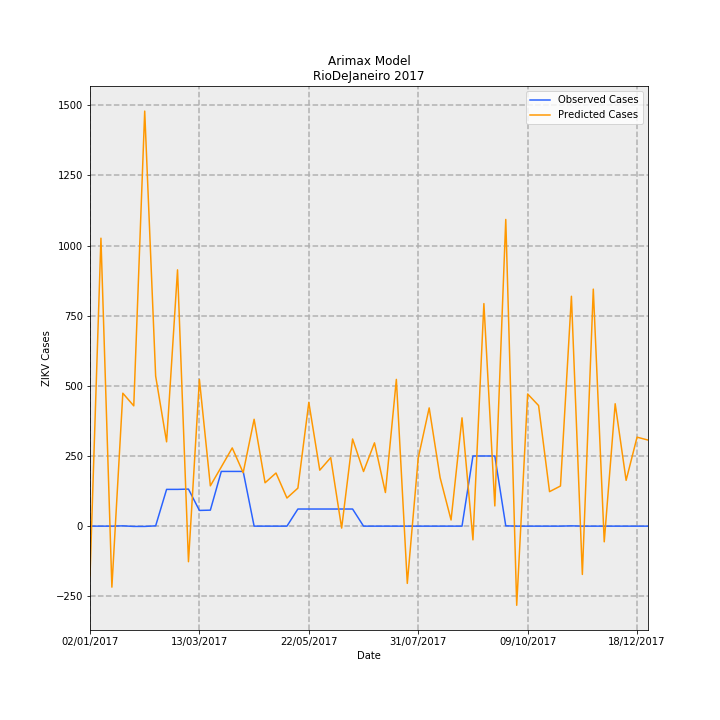 Arimax Model
RioDeJaneiro 2017
Observed Cases
Predicted Cases
1500
1250
1000
750
500
250
0
−250
ZIKV Cases
02/01/2017 13/03/2017 22/05/2017 31/07/2017 09/10/2017 18/12/2017
Date